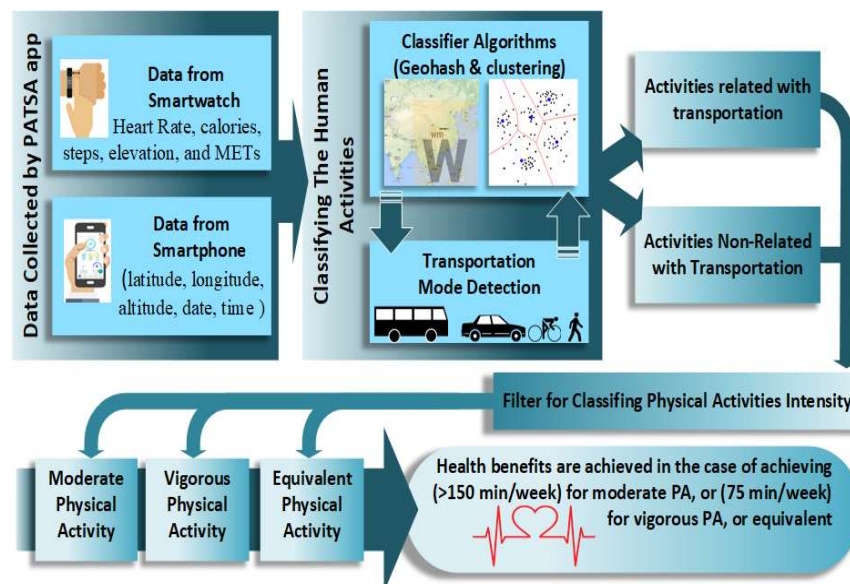 Data Collected by PATSA app
Data from
Smartwatch
Heart Rate, calories,
steps, elevation, and METs
Data from
Smartphone
(latitude, longitude,
altitude, date, time )
Classifying The Human
Activities
Classifier Algorithms
(Geohash & clustering)
wm
W
Transportation
Mode Detection
Activities related with
transportation
Activities Non-Related
with Transportation
Filter for Classifing Physical Activities Intensity
Moderate
Physical
Activity
Vigorous
Physical
Activity
Equivalent
Physical
Activity
Health benefits are achieved in the case of achieving
(>150 min/week) for moderate PA, or (75 min/week)
for vigorous PA, or equivalent